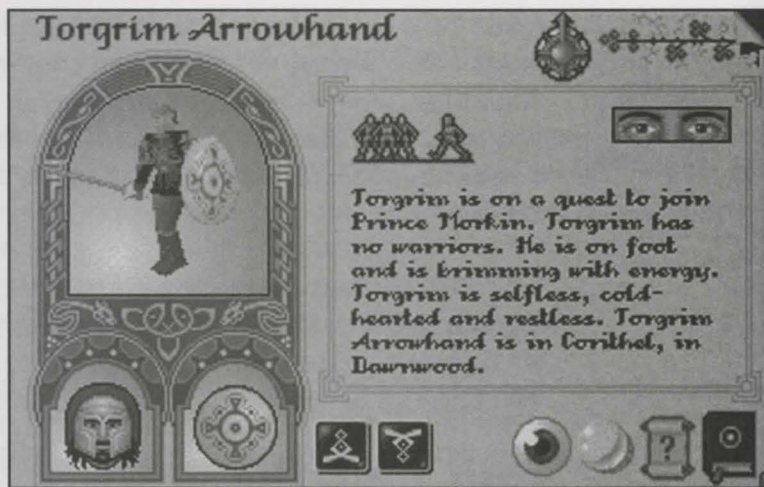 Torgrim Arrowhand
Torgrim is on a quest to join
Prince Morkin. Torgrim has
no warriors. He is on foot
and is brimming with energy.
Torgrim is selfless, cold-
hearted and restless. Torgrim
Arrowhand is in Corithel, in
Dawnwood.
?